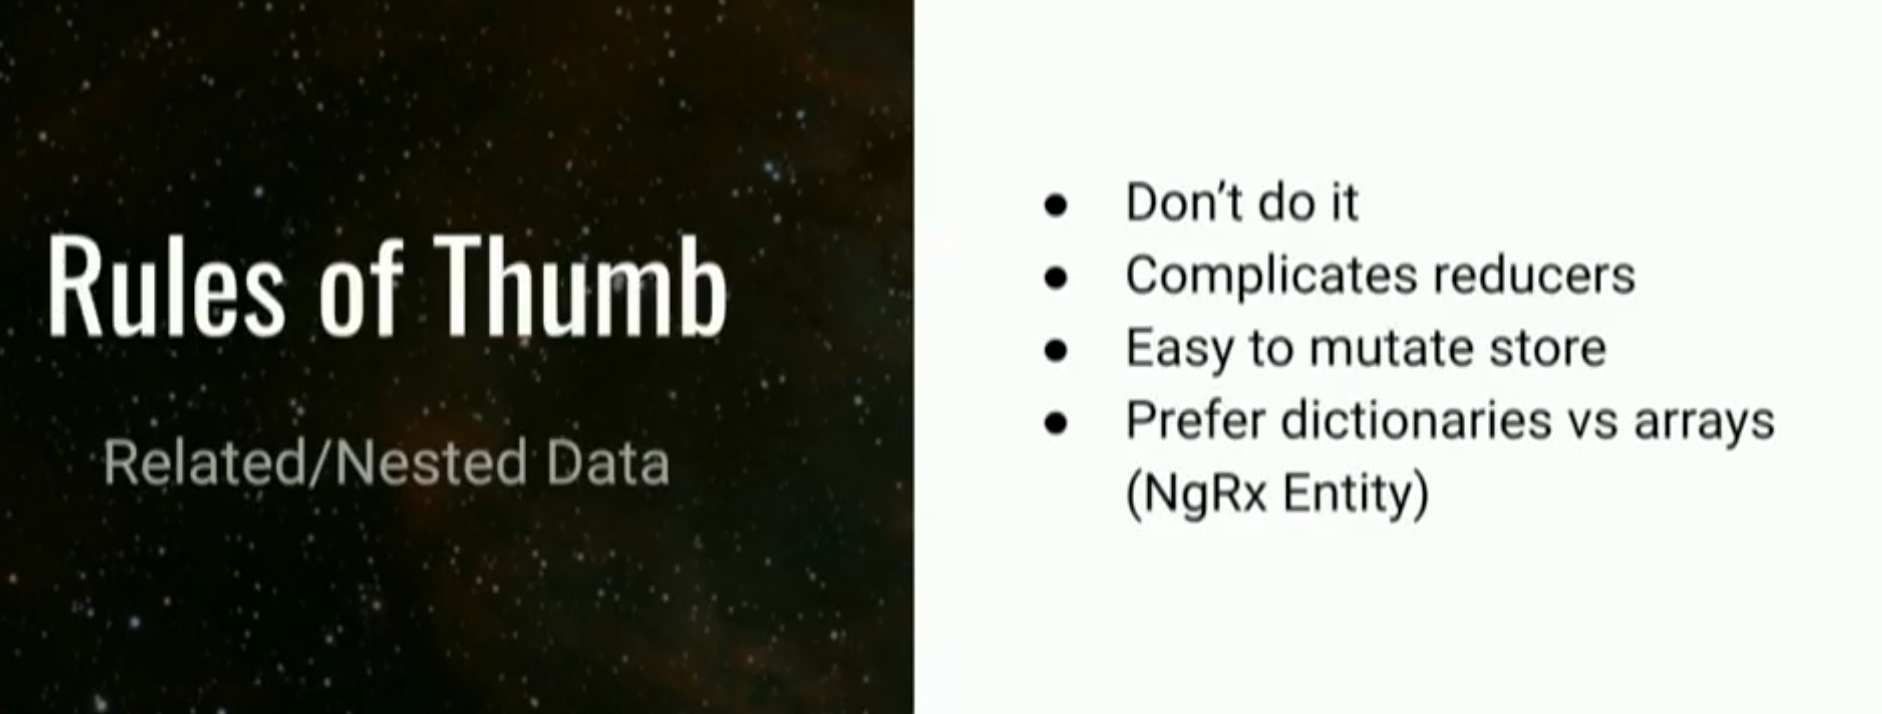 Rules of Thumb
Related/Nested Data
● Don't do it
● Complicates reducers
● Easy to mutate store
● Prefer dictionaries vs arrays
(NgRx Entity)